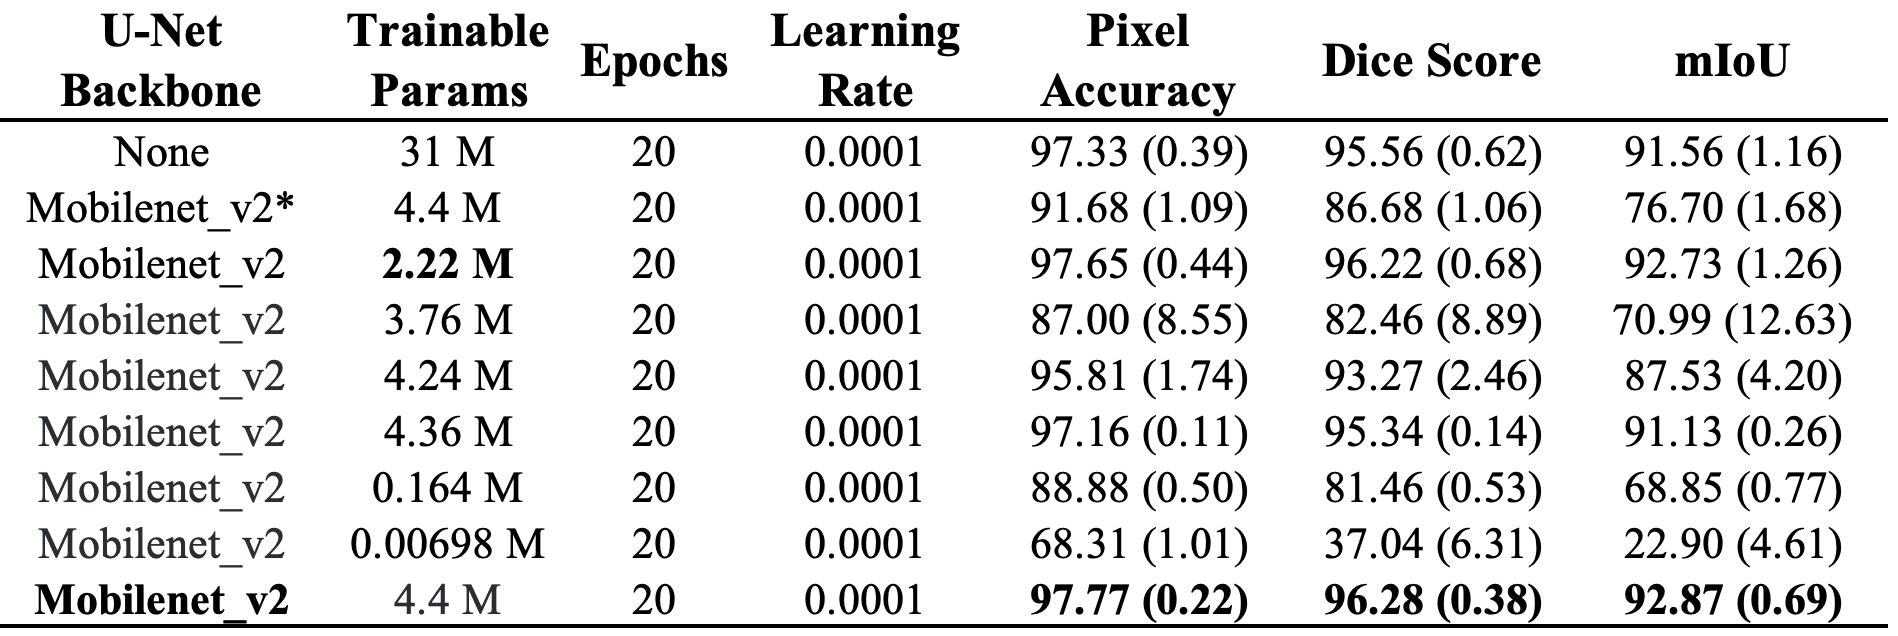 U-Net Backbone Trainable Params Epochs Learning Rate Pixel Accuracy Dice Score mIoU
None 31 M 20 0.0001 97.33 (0.39) 95.56 (0.62) 91.56 (1.16)
Mobilenet_v2* 4.4 M 20 0.0001 91.68 (1.09) 86.68 (1.06) 76.70 (1.68)
Mobilenet_v2 2.22 M 20 0.0001 97.65 (0.44) 96.22 (0.68) 92.73 (1.26)
Mobilenet_v2 3.76 M 20 0.0001 87.00 (8.55) 82.46 (8.89) 70.99 (12.63)
Mobilenet_v2 4.24 M 20 0.0001 95.81 (1.74) 93.27 (2.46) 87.53 (4.20)
Mobilenet_v2 4.36 M 20 0.0001 97.16 (0.11) 95.34 (0.14) 91.13 (0.26)
Mobilenet_v2 0.164 M 20 0.0001 88.88 (0.50) 81.46 (0.53) 68.85 (0.77)
Mobilenet_v2 0.00698 M 20 0.0001 68.31 (1.01) 37.04 (6.31) 22.90 (4.61)
Mobilenet_v2 4.4 M 20 0.0001 97.77 (0.22) 96.28 (0.38) 92.87 (0.69)